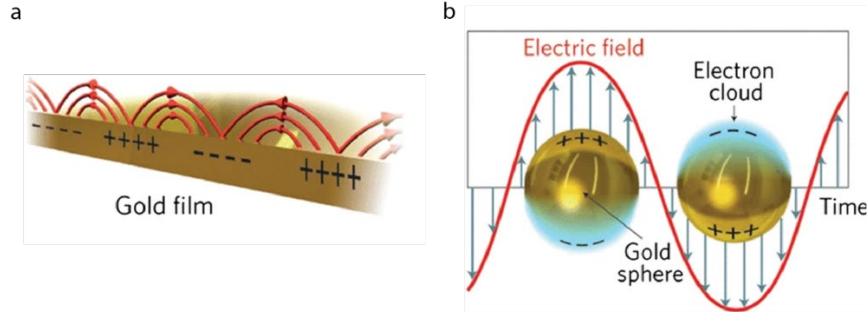 a
- - - - + + + + - - - - + + + +
Gold film
b
Electric field
Electron
cloud
+ + +
- - -
- - -
+ + +
Time
Gold
sphere